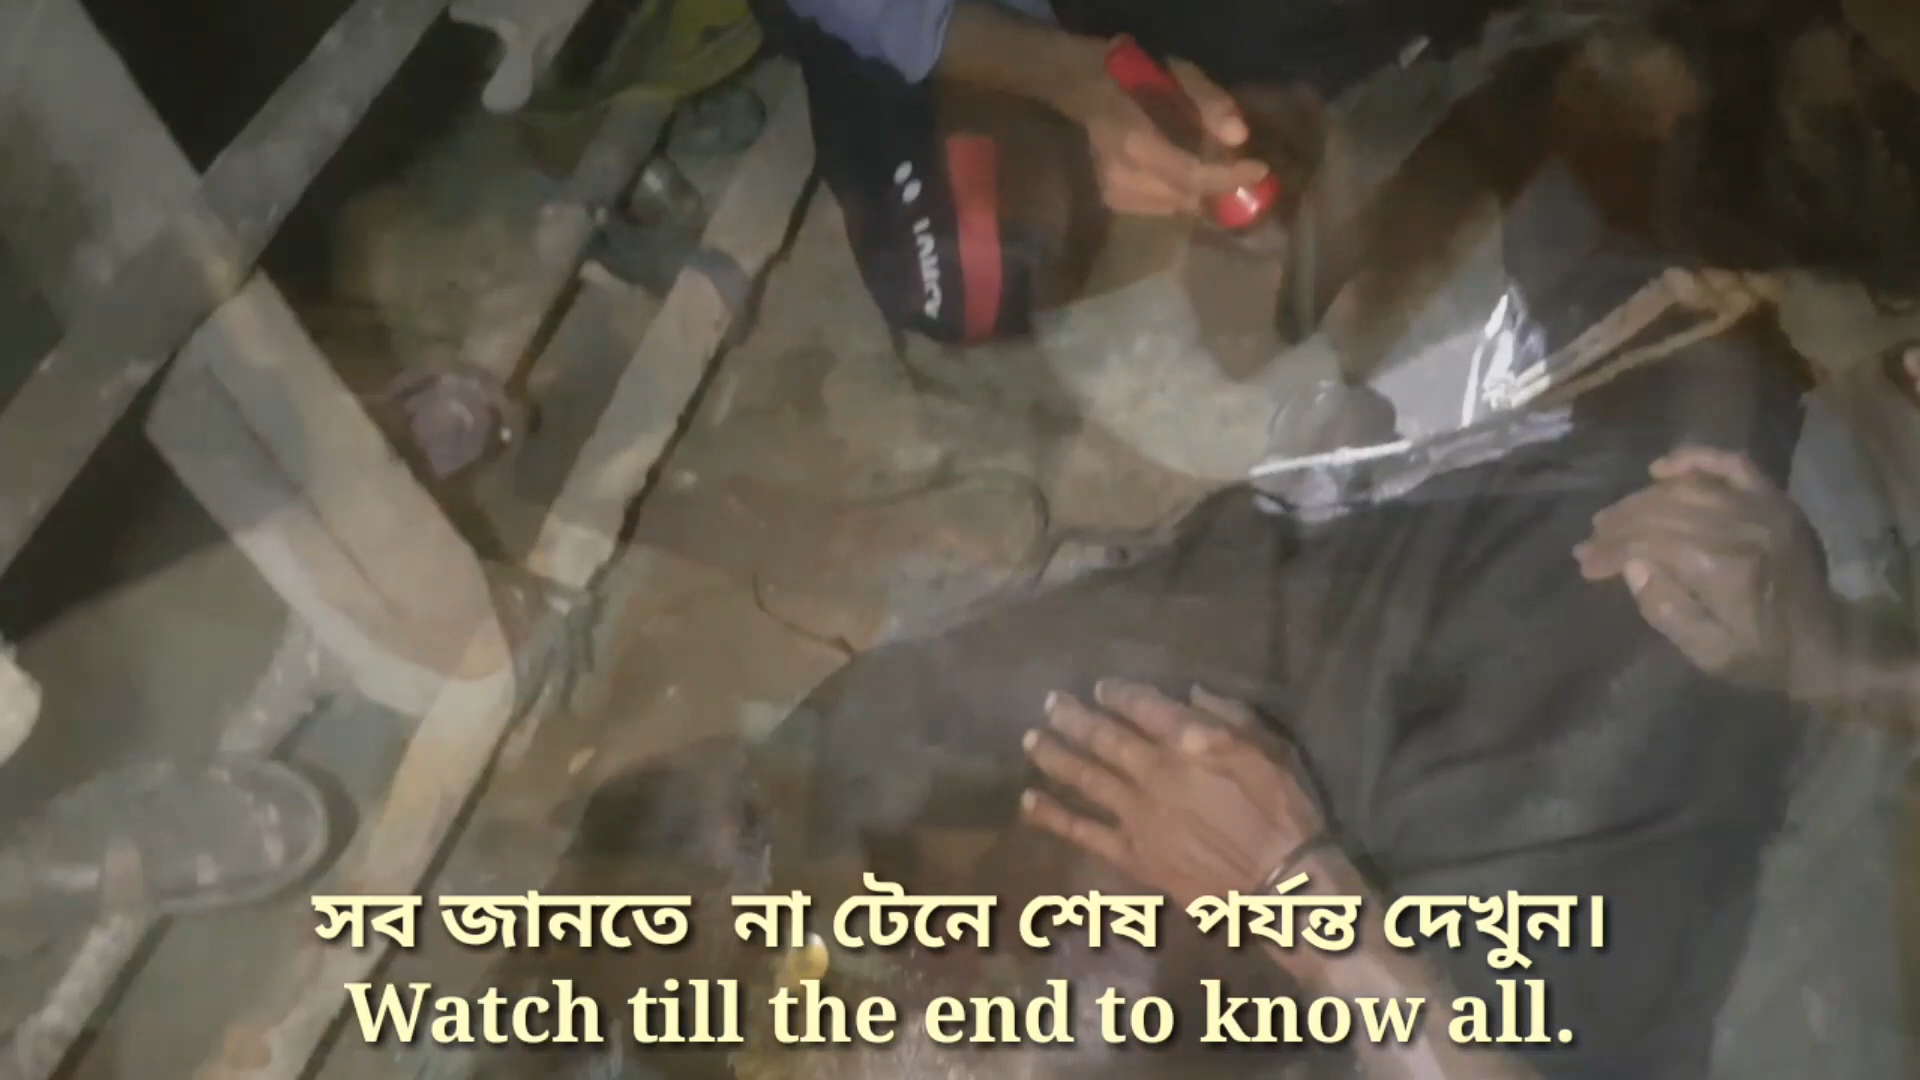 সব জানতে না টেনে শেষ পর্যন্ত দেখুন।
Watch till the end to know all.